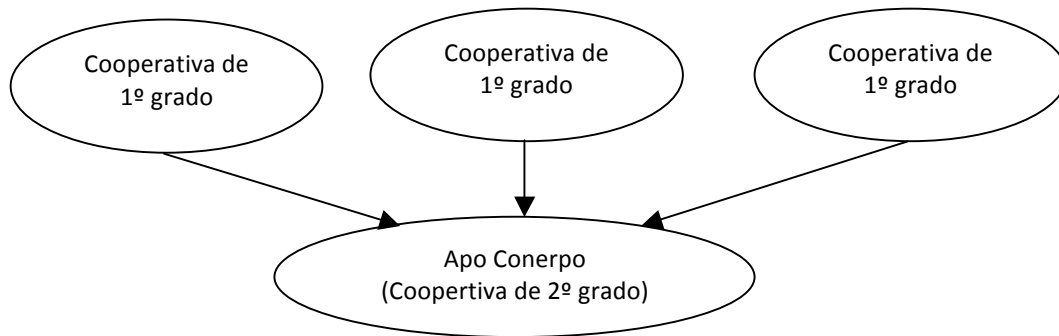 Cooperativa de
1º grado
Cooperativa de
1º grado
Cooperativa de
1º grado
Apo Conerpo
(Coopertiva de 2º grado)